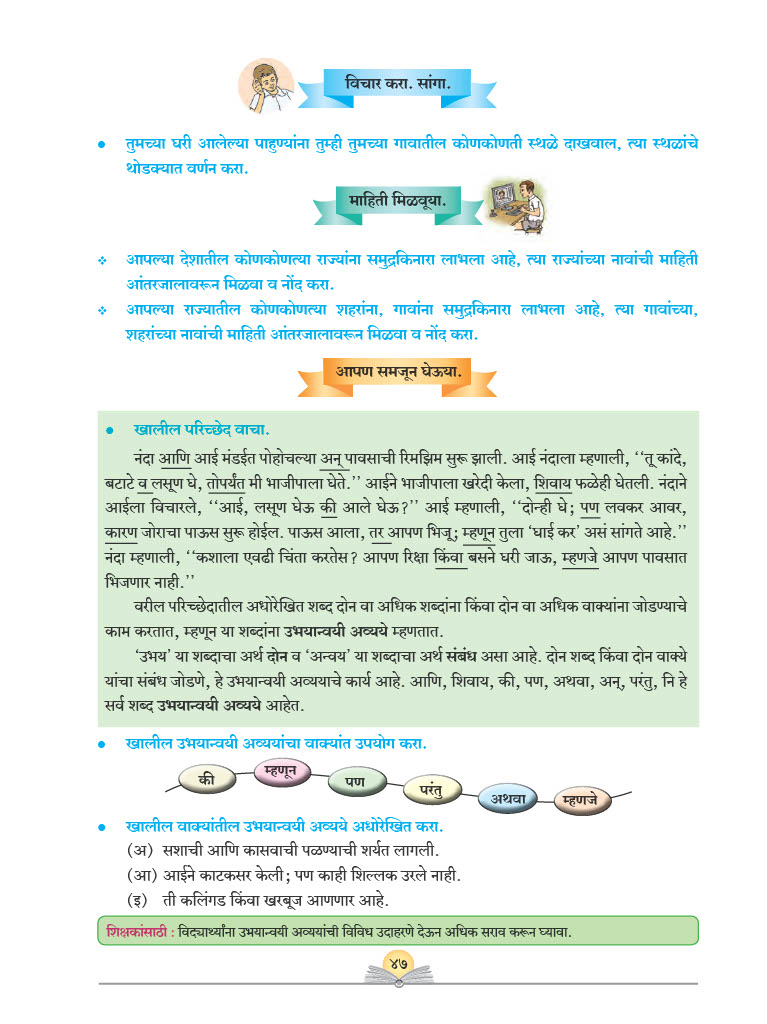 विचार करा. सांगा.
● तुमच्या घरी आलेल्या पाहुण्यांना तुम्ही तुमच्या गावातील कोणकोणती स्थळे दाखवाल, त्या स्थळांचे
थोडक्यात वर्णन करा.
माहिती मिळवूया.
❖ आपल्या देशातील कोणकोणत्या राज्यांना समुद्रकिनारा लाभला आहे, त्या राज्यांच्या नावांची माहिती
आंतरजालावरून मिळवा व नोंद करा.
❖ आपल्या राज्यातील कोणकोणत्या शहरांना, गावांना समुद्रकिनारा लाभला आहे, त्या गावांच्या,
शहरांच्या नावांची माहिती आंतरजालावरून मिळवा व नोंद करा.
आपण समजून घेऊया.
● खालील परिच्छेद वाचा.
नंदा आणि आई मंडईत पोहोचल्या अन् पावसाची रिमझिम सुरू झाली. आई नंदाला म्हणाली, ‘‘तू कांदे,
बटाटे व लसूण घे, तोपर्यंत मी भाजीपाला घेते.’’ आईने भाजीपाला खरेदी केला, शिवाय फळेही घेतली. नंदाने
आईला विचारले, ‘‘आई, लसूण घेऊ की आले घेऊ?’’ आई म्हणाली, ‘‘दोन्ही घे; पण लवकर आवर,
कारण जोराचा पाऊस सुरू होईल. पाऊस आला, तर आपण भिजू; म्हणून तुला ‘घाई कर’ असं सांगते आहे.’’
नंदा म्हणाली, ‘‘कशाला एवढी चिंता करतेस? आपण रिक्षा किंवा बसने घरी जाऊ, म्हणजे आपण पावसात
भिजणार नाही.’’
वरील परिच्छेदातील अधोरेखित शब्द दोन वा अधिक शब्दांना किंवा दोन वा अधिक वाक्यांना जोडण्याचे
काम करतात, म्हणून या शब्दांना उभयान्वयी अव्यये म्हणतात.
‘उभय’ या शब्दाचा अर्थ दोन व ‘अन्वय’ या शब्दाचा अर्थ संबंध असा आहे. दोन शब्द किंवा दोन वाक्ये
यांचा संबंध जोडणे, हे उभयान्वयी अव्ययाचे कार्य आहे. आणि, शिवाय, की, पण, अथवा, अन्, परंतु, नि हे
सर्व शब्द उभयान्वयी अव्यये आहेत.
● खालील उभयान्वयी अव्ययांचा वाक्यांत उपयोग करा.
की म्हणून पण परंतु अथवा म्हणजे
● खालील वाक्यांतील उभयान्वयी अव्यये अधोरेखित करा.
(अ) सशाची आणि कासवाची पळण्याची शर्यत लागली.
(आ) आईने काटकसर केली; पण काही शिल्लक उरले नाही.
(इ) ती कलिंगड किंवा खरबूज आणणार आहे.
शिक्षकांसाठी : विद्यार्थ्यांना उभयान्वयी अव्ययांची विविध उदाहरणे देऊन अधिक सराव करून घ्यावा.
४७